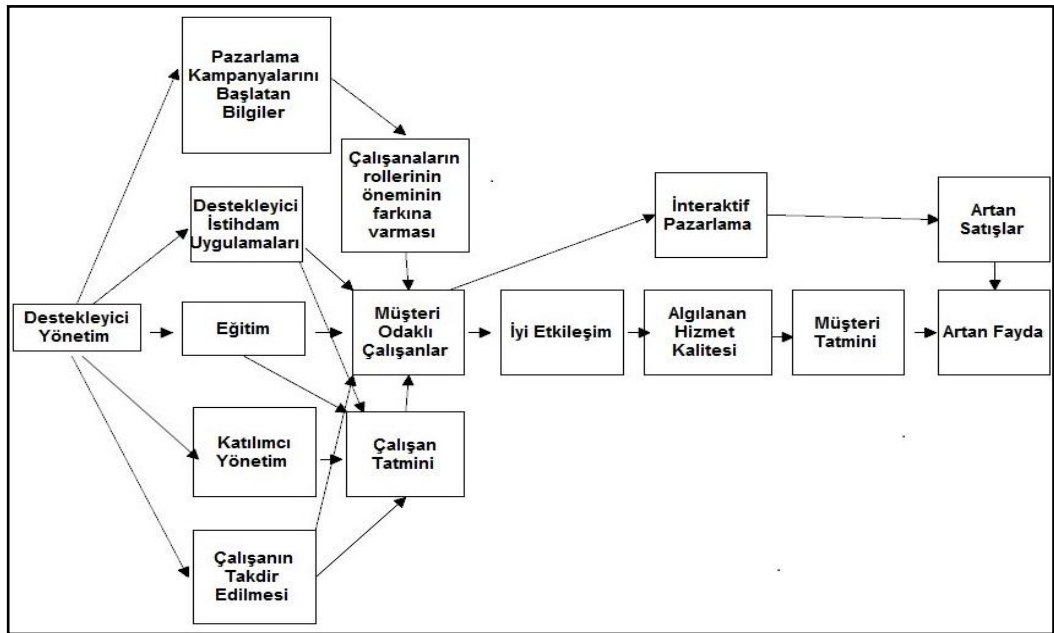 Pazarlama
Kampanyalarını
Başlatan
Bilgiler
Çalışanaların
rollerinin
öneminin
farkına
varması
Destekleyici
İstihdam
Uygulamaları
İnteraktif
Pazarlama
Artan
Satışlar
Destekleyici
Yönetim
Eğitim
Müşteri
Odaklı
Çalışanlar
İyi Etkileşim
Algılanan
Hizmet
Kalitesi
Müşteri
Tatmini
Artan Fayda
Katılımcı
Yönetim
Çalışan
Tatmini
Çalışanın
Takdir
Edilmesi